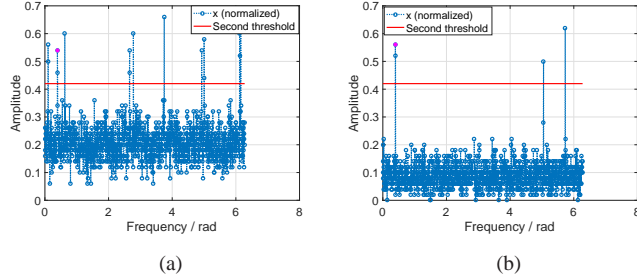 x (normalized)
Second threshold
0.7
0.6
0.5
0.4
0.3
0.2
0.1
0
Amplitude
0
2
4
6
8
Frequency / rad
(a)
x (normalized)
Second threshold
0.7
0.6
0.5
0.4
0.3
0.2
0.1
0
Amplitude
0
2
4
6
8
Frequency / rad
(b)